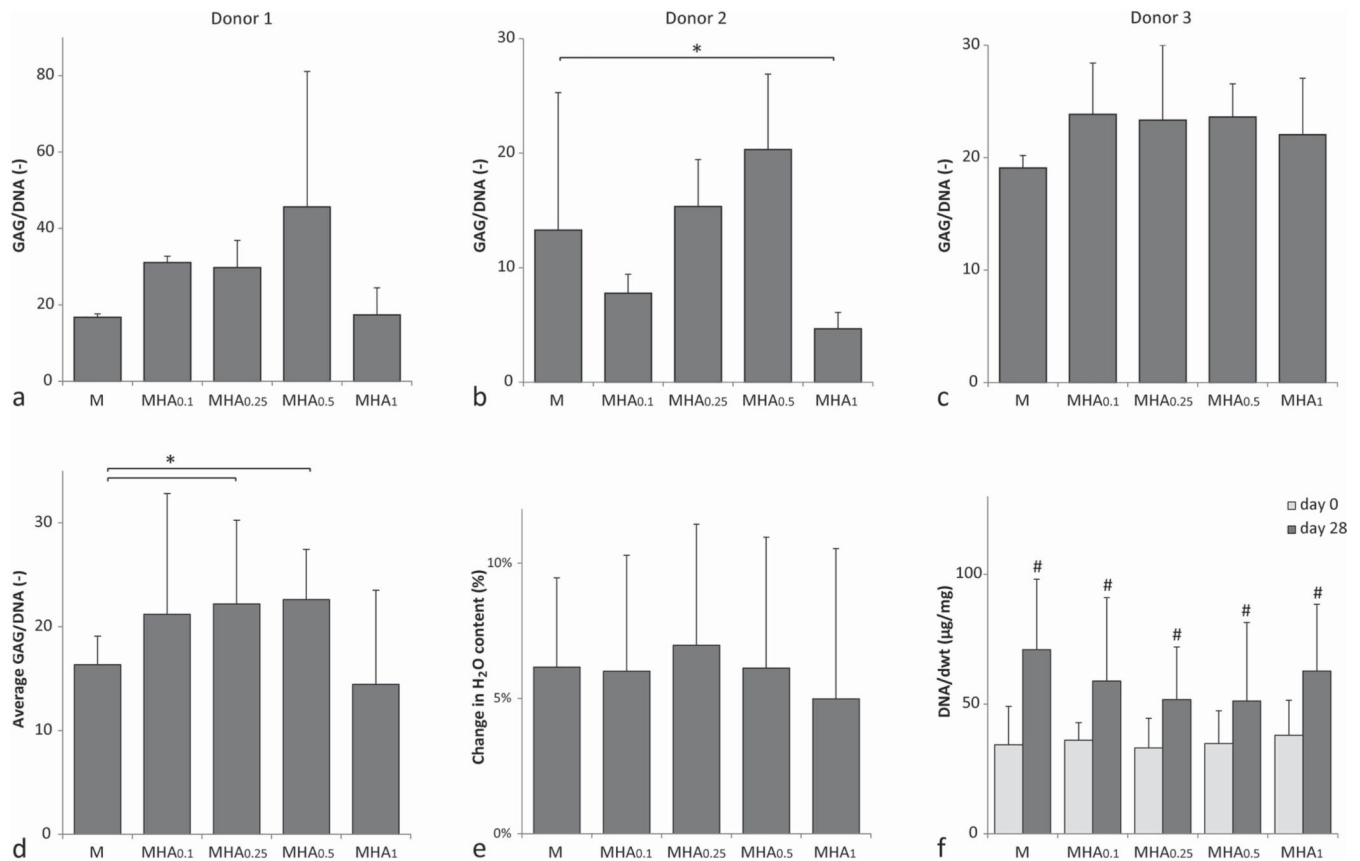 Donor 1
GAG/DNA (-)
80
60
40
20
0
M MHA0.1 MHA0.25 MHA0.5 MHA1
a
Donor 2
GAG/DNA (-)
30
20
10
0
*
M MHA0.1 MHA0.25 MHA0.5 MHA1
b
Donor 3
GAG/DNA (-)
30
20
10
0
M MHA0.1 MHA0.25 MHA0.5 MHA1
c
Average GAG/DNA (-)
30
20
10
0
*
M MHA0.1 MHA0.25 MHA0.5 MHA1
d
Change in H2O content (%)
10%
5%
0%
M MHA0.1 MHA0.25 MHA0.5 MHA1
e
DNA/dwt (µg/mg)
100
50
0
day 0
day 28
# # # # #
M MHA0.1 MHA0.25 MHA0.5 MHA1
f